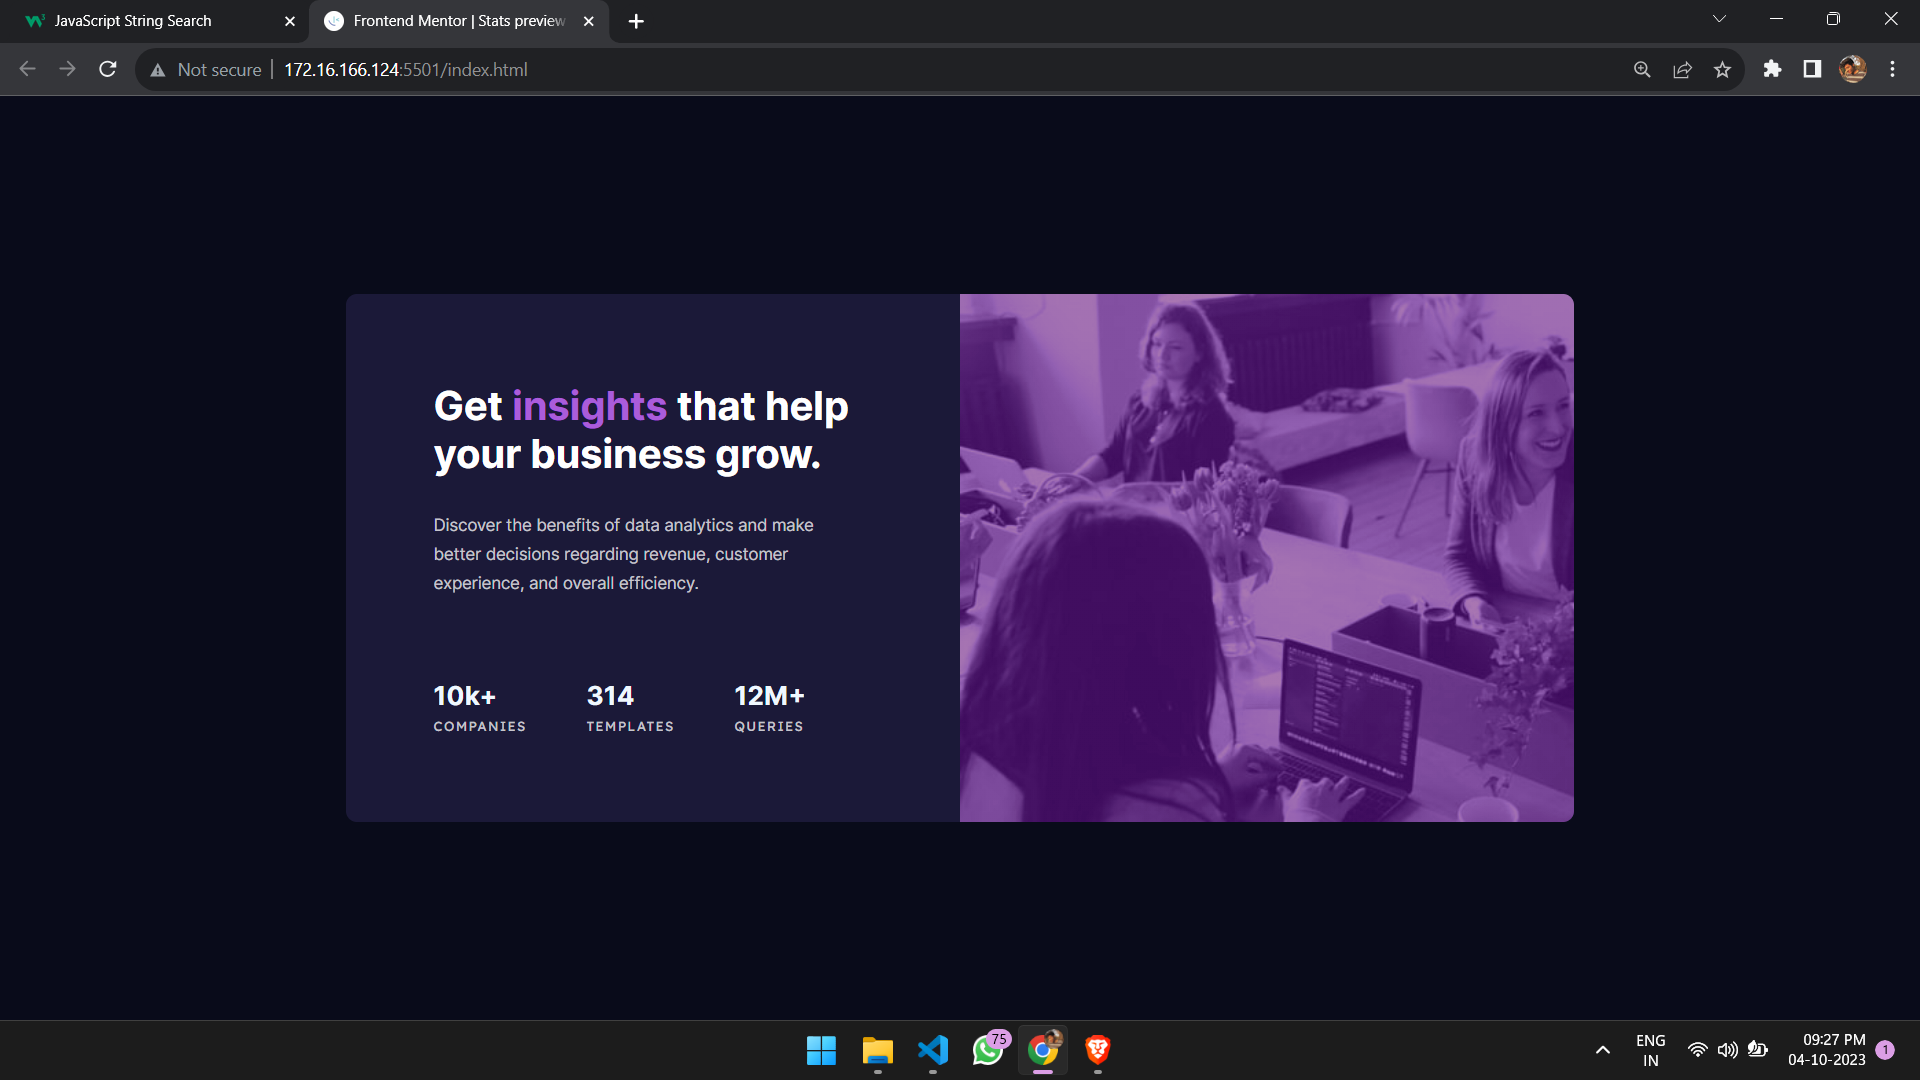 JavaScript String Search
Frontend Mentor | Stats preview
Not secure
172.16.166.124:5501/index.html
Get insights that help
your business grow.
Discover the benefits of data analytics and make
better decisions regarding revenue, customer
experience, and overall efficiency.
10k+
COMPANIES
314
TEMPLATES
12M+
QUERIES
75
ENG
IN
09:27 PM
04-10-2023
1